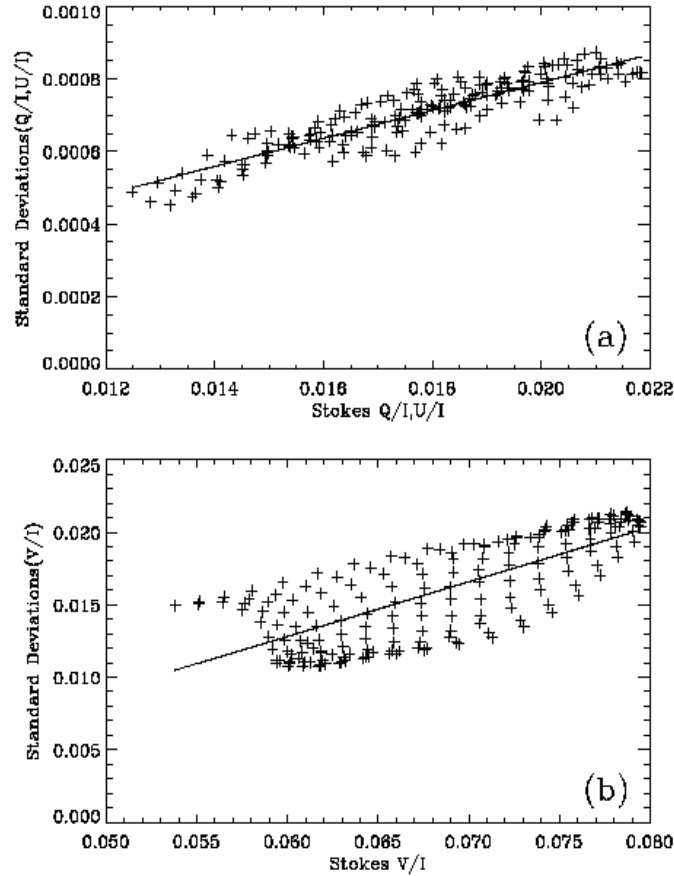 0.0010
0.0008
0.0006
0.0004
0.0002
0.0000
Standard Deviations(Q/I,U/I)
(a)
0.012 0.014 0.016 0.018 0.020 0.022
Stokes Q/I,U/I
0.025
0.020
0.015
0.010
0.005
0.000
Standard Deviations(V/I)
(b)
0.050 0.055 0.060 0.065 0.070 0.075 0.080
Stokes V/I